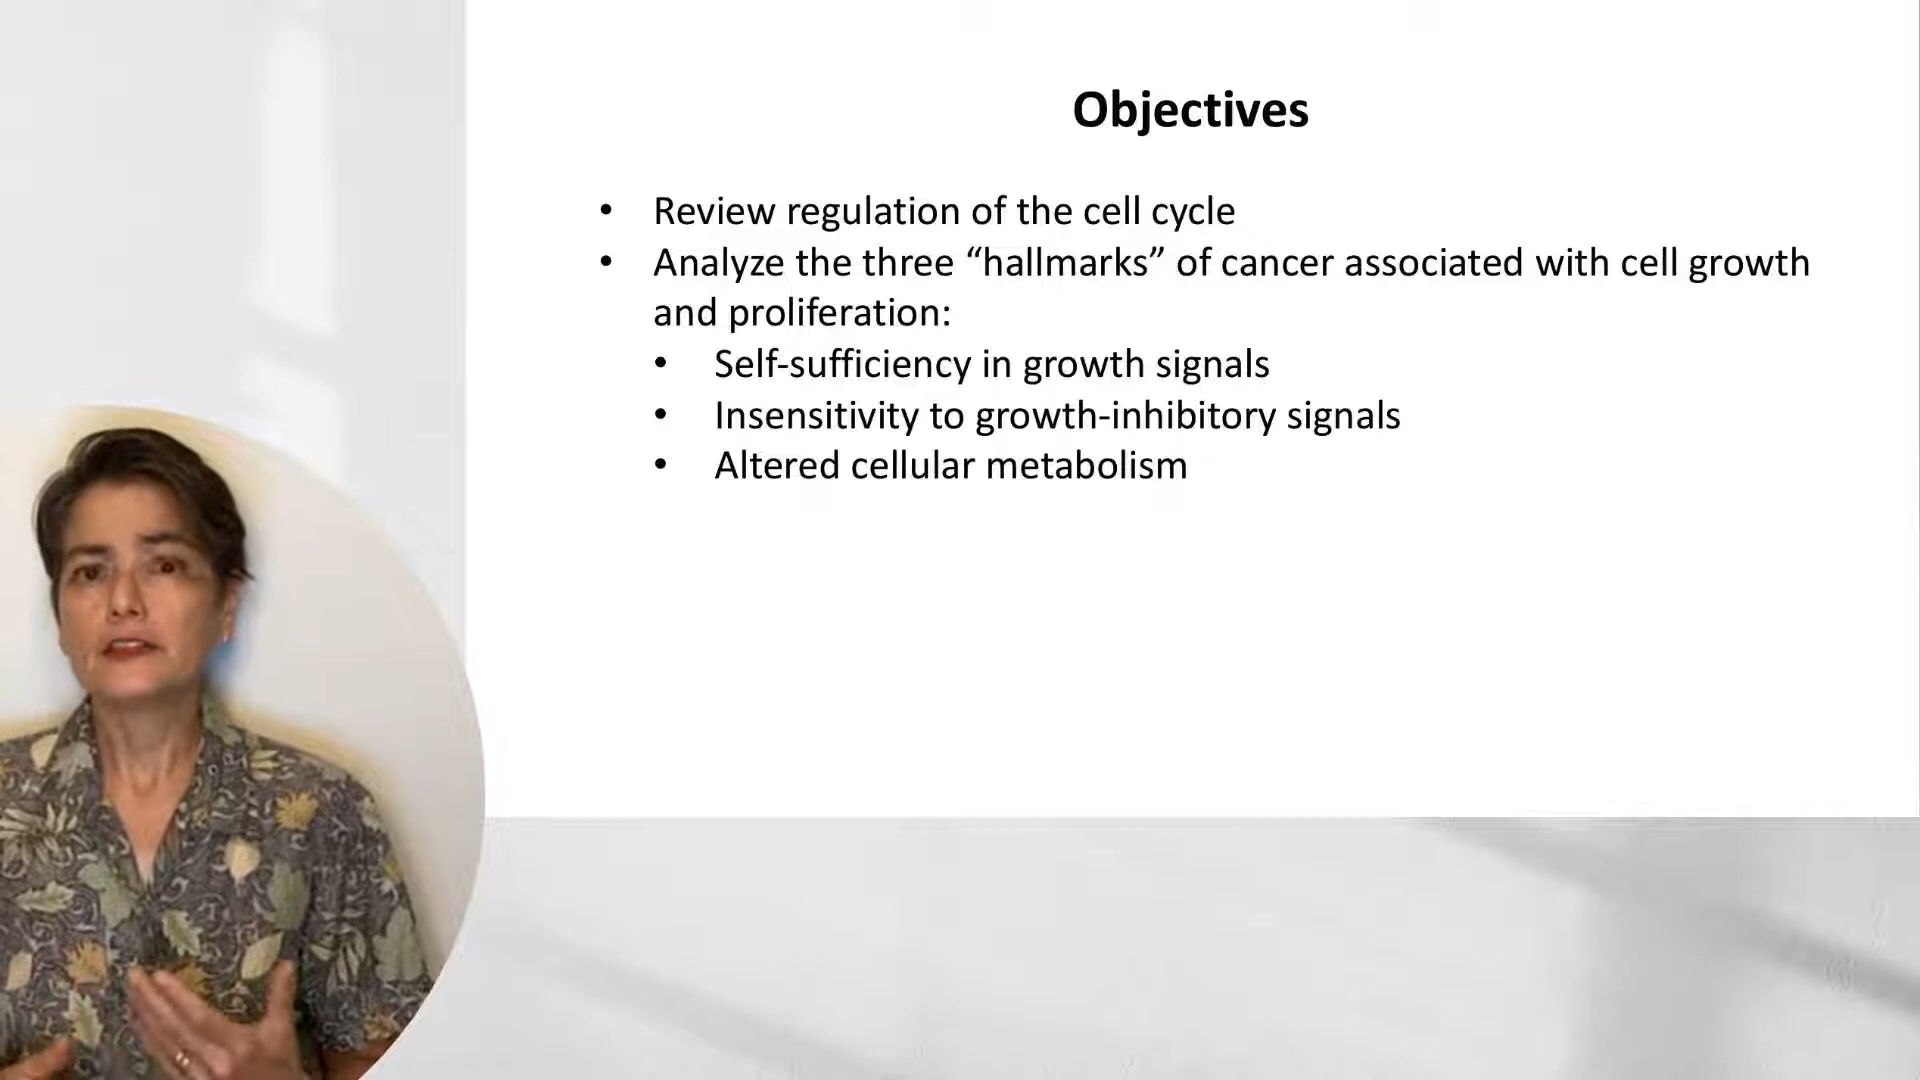 Objectives
• Review regulation of the cell cycle
• Analyze the three “hallmarks” of cancer associated with cell growth
and proliferation:
• Self-sufficiency in growth signals
• Insensitivity to growth-inhibitory signals
• Altered cellular metabolism